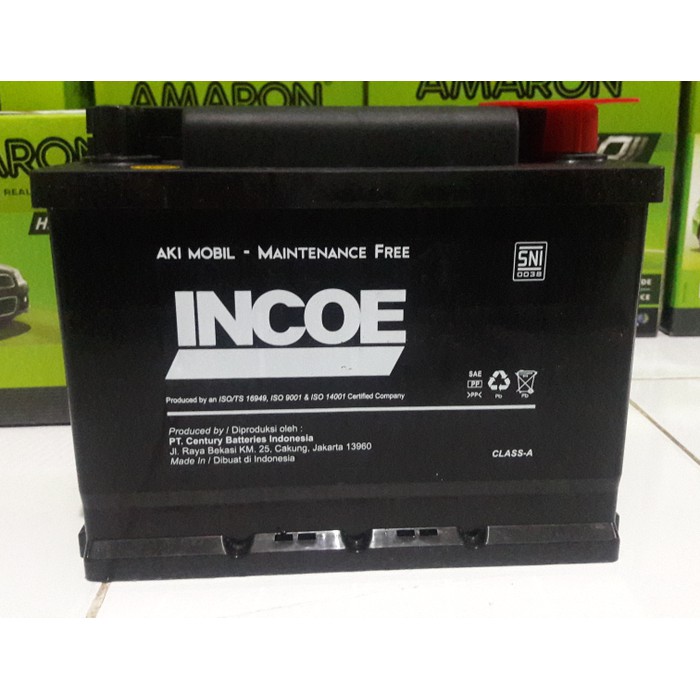 AMARON
AMARON
AMARON
AKI MOBIL - MAINTENANCE FREE
SNI
0038
INCOE
Produced by an ISO/TS 16949, ISO 9001 & ISO 14001 Certified Company
SAE
PP
>PP<
Pb
Pb
Produced by / Diproduksi oleh :
PT. Century Batteries Indonesia
Jl. Raya Bekasi KM. 25, Cakung, Jakarta 13960
Made In / Dibuat di Indonesia
CLASS-A